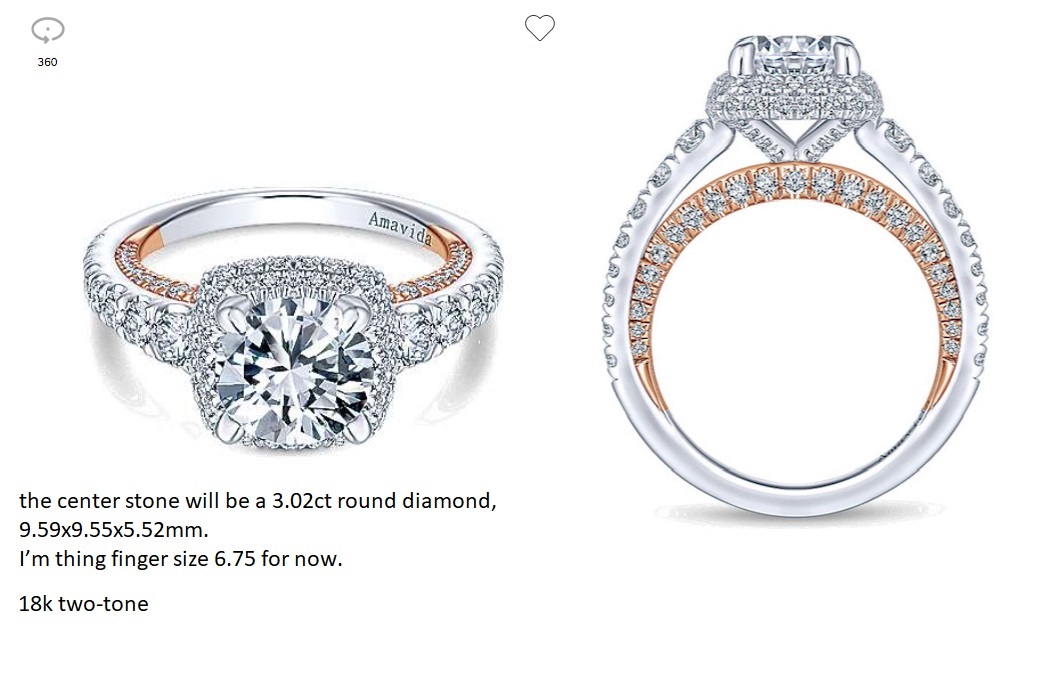 360
Amavida
the center stone will be a 3.02ct round diamond,
9.59x9.55x5.52mm.
I'm thing finger size 6.75 for now.
18k two-tone